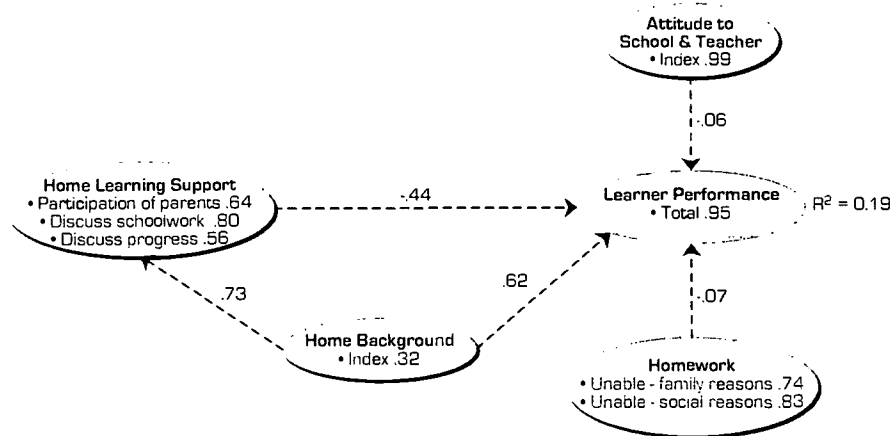 Attitude to
School & Teacher
• Index .99
-.06
Home Learning Support
• Participation of parents .64
• Discuss schoolwork .80
• Discuss progress .56
-.44
Learner Performance
• Total .95
R² = 0.19
.73
.62
-.07
Home Background
• Index .32
Homework
• Unable - family reasons .74
• Unable - social reasons .83